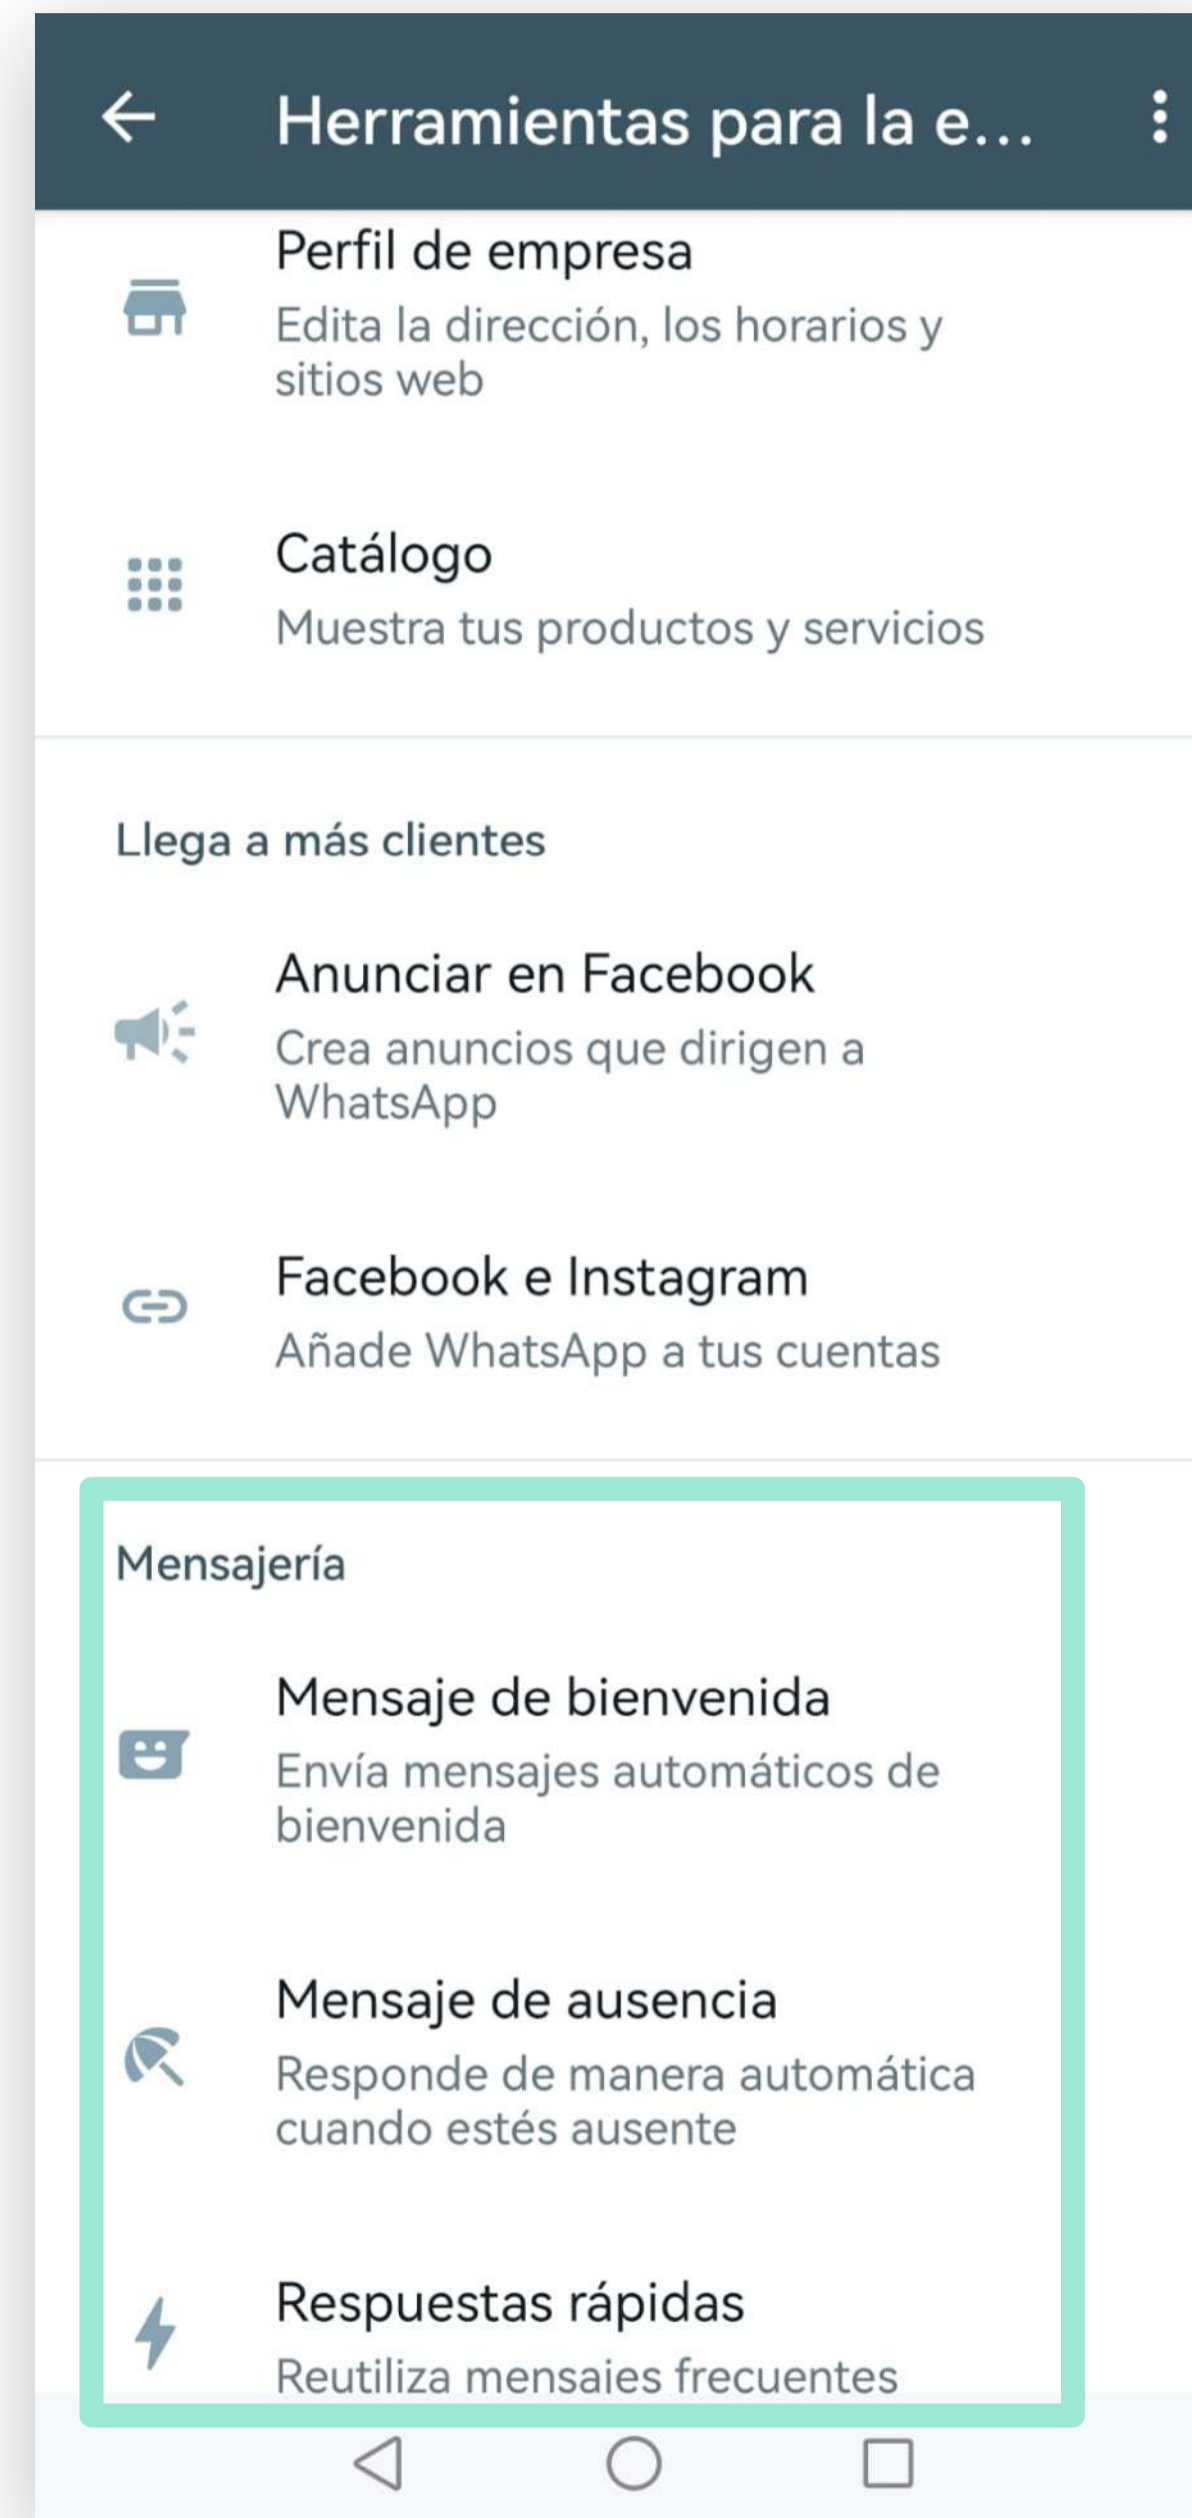 Herramientas para la e...
Perfil de empresa
Edita la dirección, los horarios y
sitios web
Catálogo
Muestra tus productos y servicios
Llega a más clientes
Anunciar en Facebook
Crea anuncios que dirigen a
WhatsApp
Facebook e Instagram
Añade WhatsApp a tus cuentas
Mensajería
Mensaje de bienvenida
Envía mensajes automáticos de
bienvenida
Mensaje de ausencia
Responde de manera automática
cuando estés ausente
Respuestas rápidas
Reutiliza mensajes frecuentes